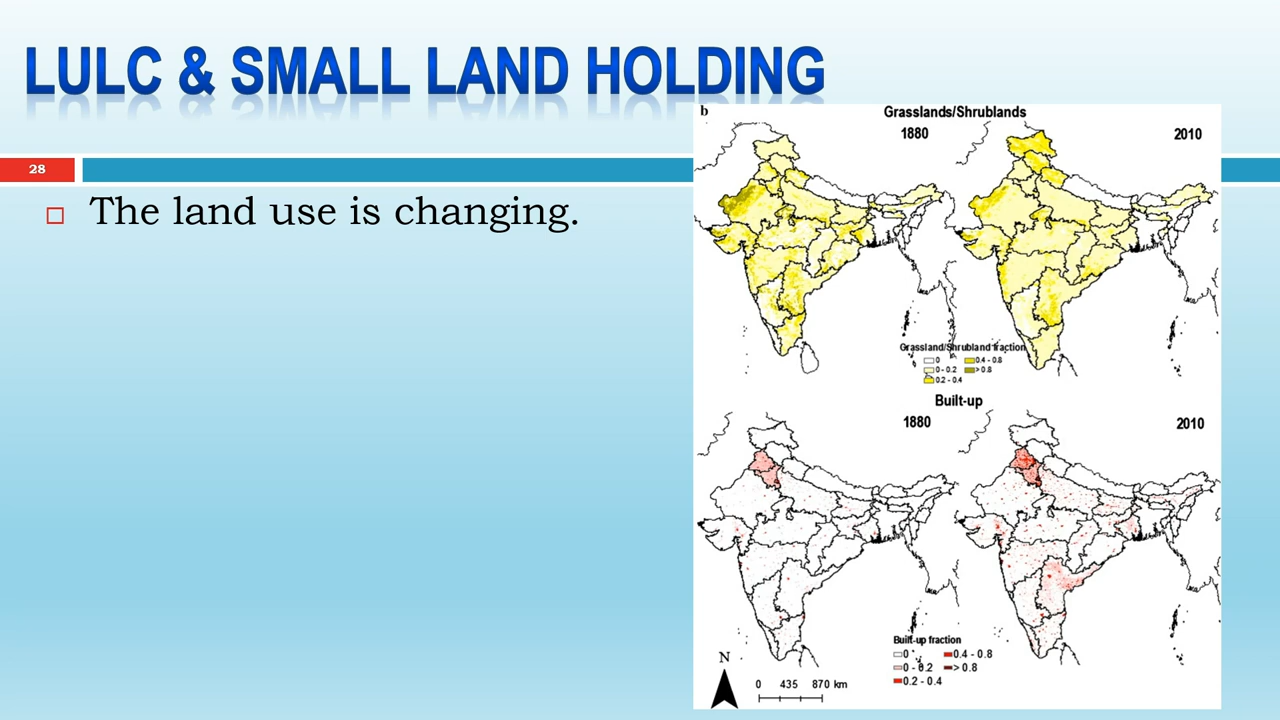 LULC & SMALL LAND HOLDING
28
The land use is changing.
b
Grasslands/Shrublands
1880
2010
Grassland/Shrubland fraction
0
0.4 - 0.8
0 - 0.2
> 0.8
0.2 - 0.4
Built-up
1880
2010
Built-up fraction
0
0.4 - 0.8
0 - 0.2
> 0.8
0.2 - 0.4
N
0 435 870 km